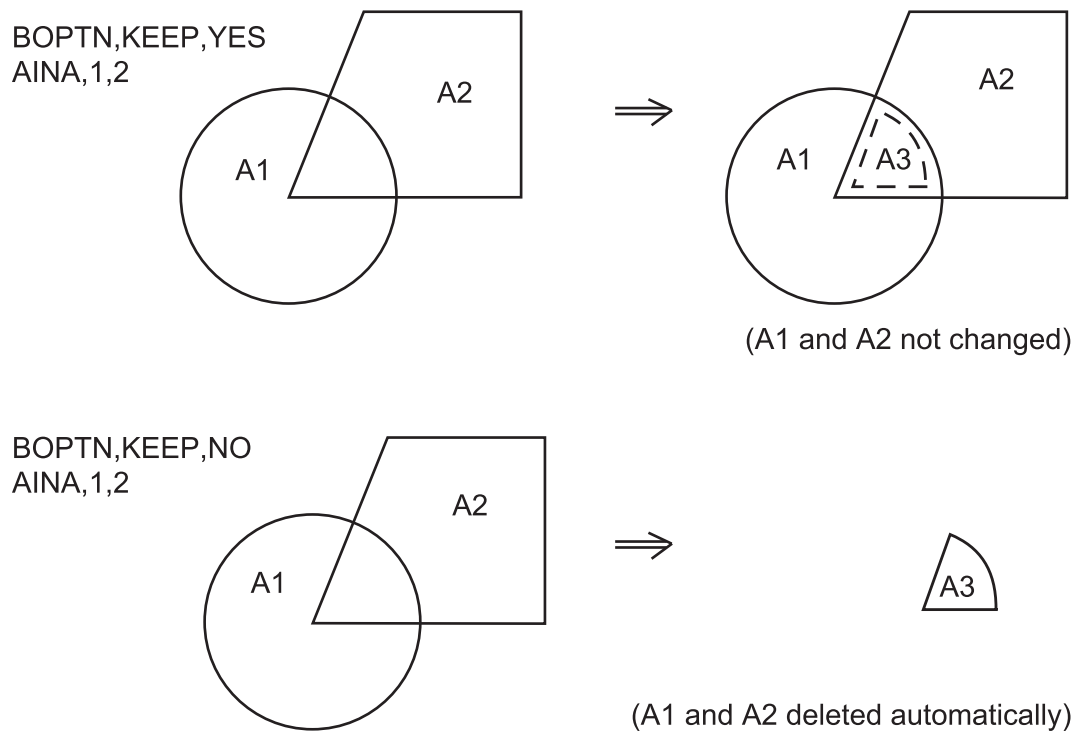 BOPTN,KEEP,YES
AINA,1,2
A1
A2
A1
A2
A3
(A1 and A2 not changed)
BOPTN,KEEP,NO
AINA,1,2
A1
A2
A3
(A1 and A2 deleted automatically)